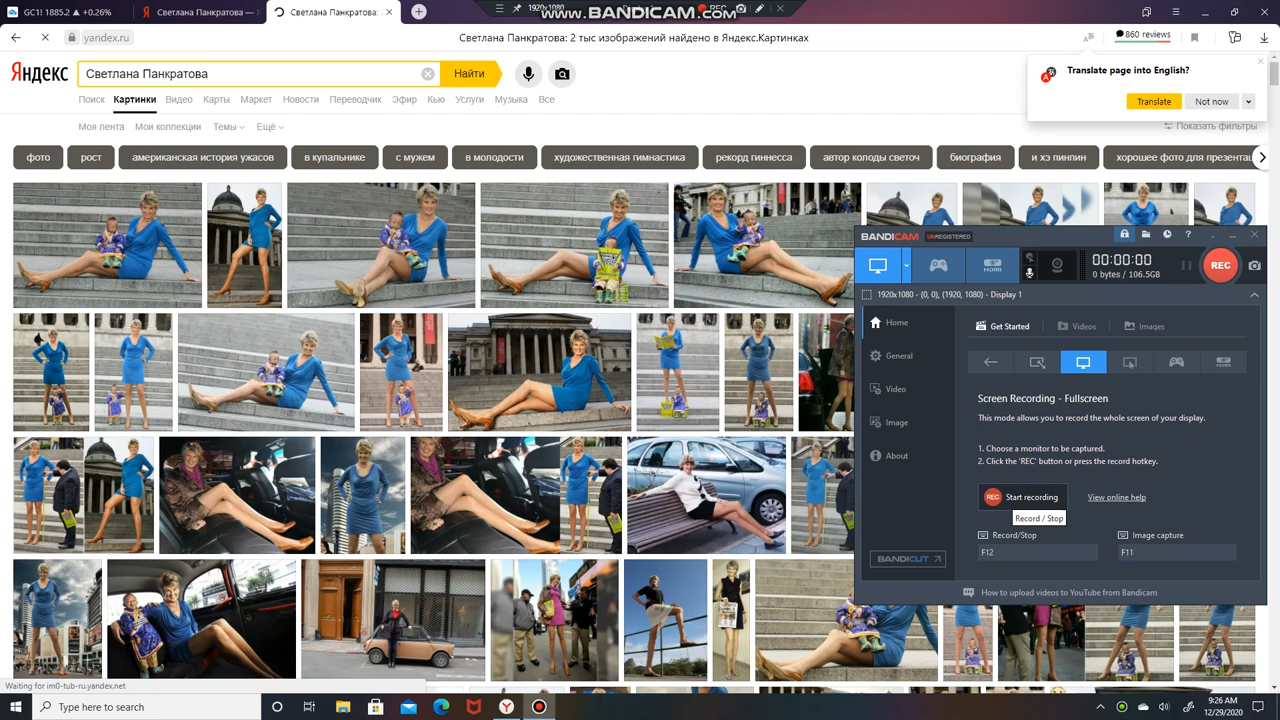 GC1! 1885.2 ▲ +0.26%
Светлана Панкратова —
Светлана Панкратова:
1920x1080
REC
www.BANDICAM.com
yandex.ru
Светлана Панкратова: 2 тыс изображений найдено в Яндекс.Картинках
860 reviews
Translate page into English?
Translate
Not now
Яндекс
Светлана Панкратова
Найти
Поиск Картинки Видео Карты Маркет Новости Переводчик Эфир Кью Услуги Музыка Все
Моя лента Мои коллекции Темы Ещё
Показать фильтры
фото
рост
американская история ужасов
в купальнике
с мужем
в молодости
художественная гимнастика
рекорд гиннесса
автор колоды светоч
биография
и хэ пинпин
хорошее фото для презентац
BANDICAM UNREGISTERED
HDMI
00:00:00
0 bytes / 106.5GB
REC
1920x1080 - (0, 0), (1920, 1080) - Display 1
Home
General
Video
Image
About
Get Started
Videos
Images
Screen Recording - Fullscreen
This mode allows you to record the whole screen of your display.
1. Choose a monitor to be captured.
2. Click the 'REC' button or press the record hotkey.
REC Start recording
View online help
Record / Stop
Record/Stop
Image capture
F12
F11
BANDICUT
How to upload videos to YouTube from Bandicam
Waiting for im0-tub-ru.yandex.net
Type here to search
9:26 AM
12/29/2020